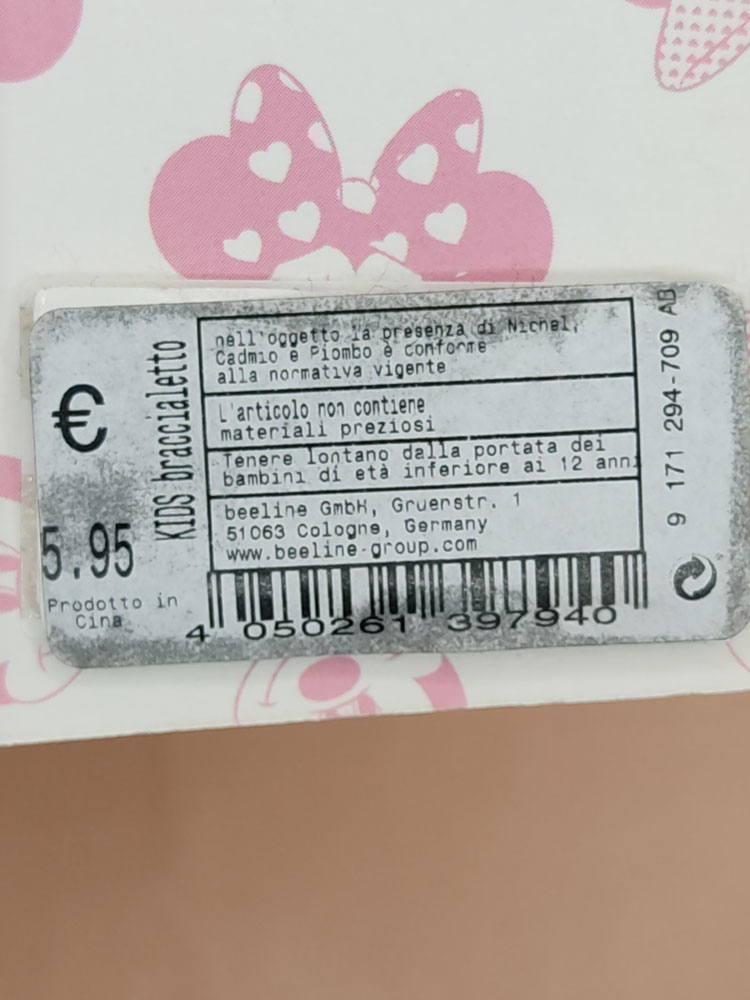 €
5.95
Prodotto in
Cina
KIDS braccialetto
nell'oggetto la presenza di Nichel,
Cadmio e Piombo è conforme
alla normativa vigente
L'articolo non contiene
materiali preziosi
Tenere lontano dalla portata dei
bambini di età inferiore ai 12 anni
beeline GmbH, Gruenstr. 1
51063 Cologne, Germany
www.beeline-group.com
4 050261 397940
9 171 294-709 AB